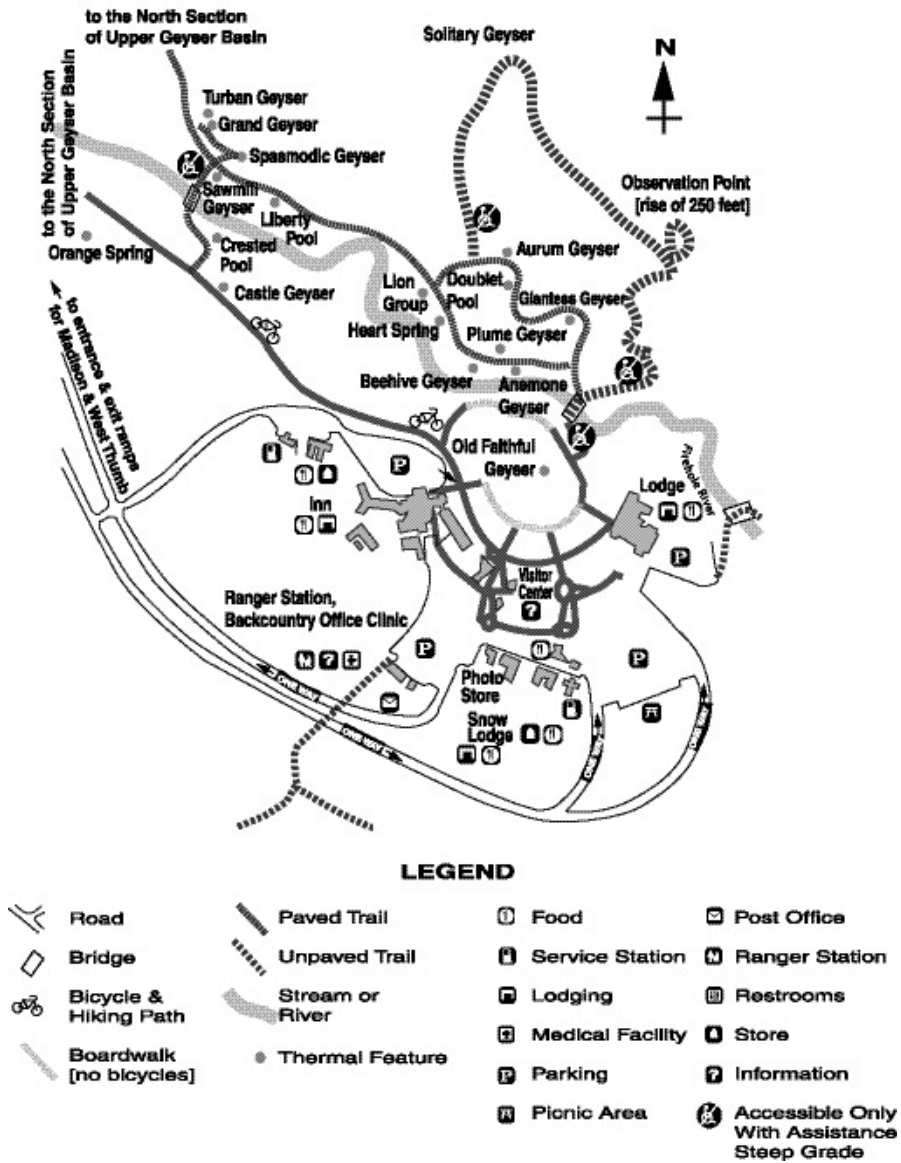 to the North Section
of Upper Geyser Basin
Solitary Geyser
N
to the North Section
of Upper Geyser Basin
Turban Geyser
Grand Geyser
Spasmodic Geyser
Sawmill
Geyser
Liberty
Pool
Observation Point
[rise of 250 feet]
Orange Spring
Crested
Pool
Castle Geyser
Aurum Geyser
Lion
Group
Doublet
Pool
Giantess Geyser
Heart Spring
Plume Geyser
to entrance & exit ramps
for Madison & West Thumb
Beehive Geyser
Anemone
Geyser
Old Faithful
Geyser
Firehole River
P
Lodge
Inn
P
Visitor
Center
?
Ranger Station,
Backcountry Office Clinic
?
P
P
Photo
Store
Snow
Lodge
ONE WAY
ONE WAY
ONE WAY
ONE WAY
LEGEND
Road
Bridge
Bicycle &
Hiking Path
Boardwalk
[no bicycles]
Paved Trail
Unpaved Trail
Stream or
River
Thermal Feature
Food
Service Station
Lodging
Medical Facility
P Parking
Picnic Area
Post Office
Ranger Station
Restrooms
Store
? Information
Accessible Only
With Assistance
Steep Grade